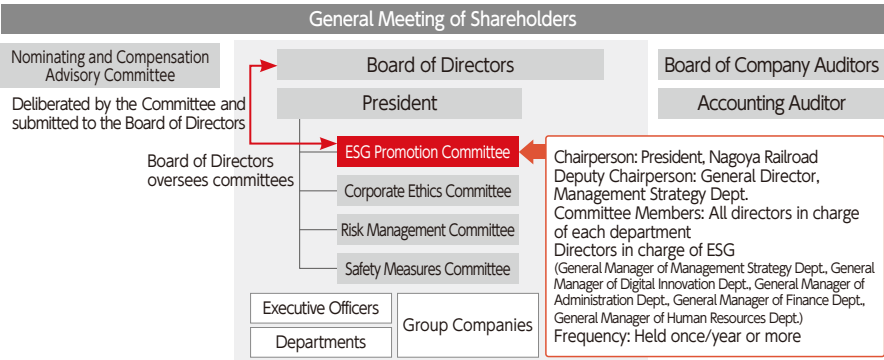 General Meeting of Shareholders
Nominating and Compensation
Advisory Committee
Board of Directors
Board of Company Auditors
Deliberated by the Committee and
submitted to the Board of Directors
President
Accounting Auditor
Board of Directors
oversees committees
ESG Promotion Committee
Corporate Ethics Committee
Risk Management Committee
Safety Measures Committee
Chairperson: President, Nagoya Railroad
Deputy Chairperson: General Director,
Management Strategy Dept.
Committee Members: All directors in charge
of each department
Directors in charge of ESG
(General Manager of Management Strategy Dept., General
Manager of Digital Innovation Dept., General Manager of
Administration Dept., General Manager of Finance Dept.,
General Manager of Human Resources Dept.)
Frequency: Held once/year or more
Executive Officers
Departments
Group Companies